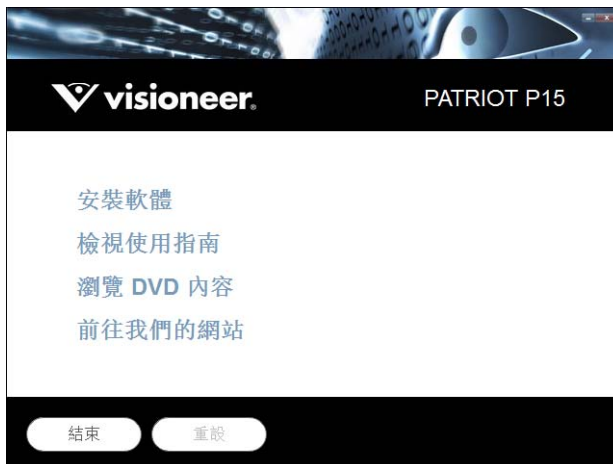 visioneer®
PATRIOT P15
安裝軟體
檢視使用指南
瀏覽 DVD 內容
前往我們的網站
結束
重設